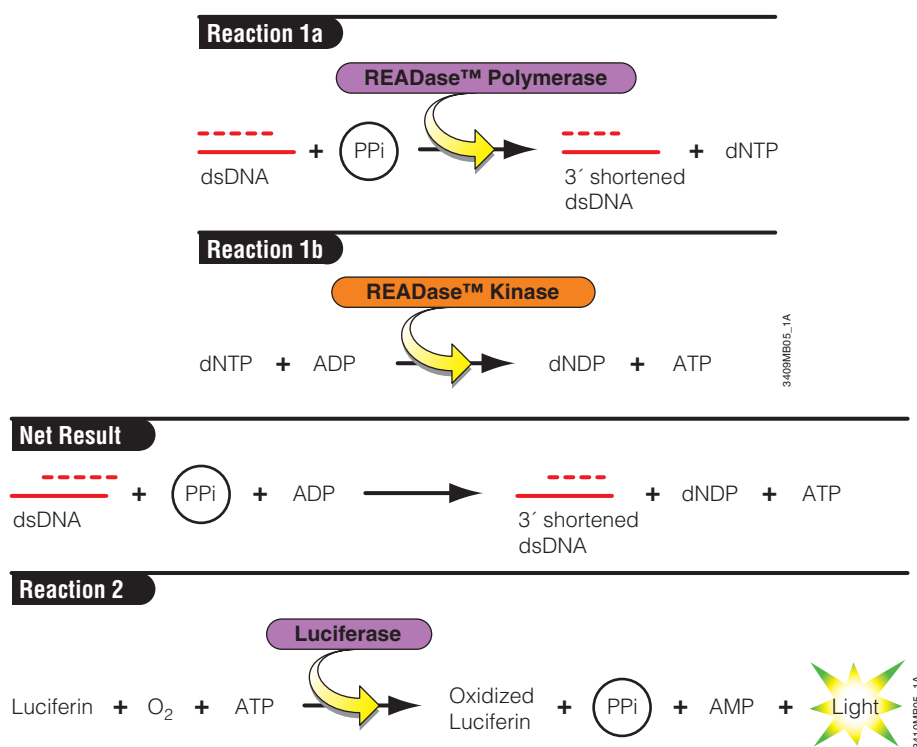 Reaction 1a
READase™ Polymerase
+ PPi + dNTP
dsDNA
3´ shortened
dsDNA
Reaction 1b
READase™ Kinase
dNTP + ADP dNDP + ATP
3409MB05_1A
Net Result
+ PPi + ADP + dNDP + ATP
dsDNA
3´ shortened
dsDNA
Reaction 2
Luciferase
Luciferin + O₂ + ATP Oxidized Luciferin + PPi + AMP + Light
3410MB05_1A